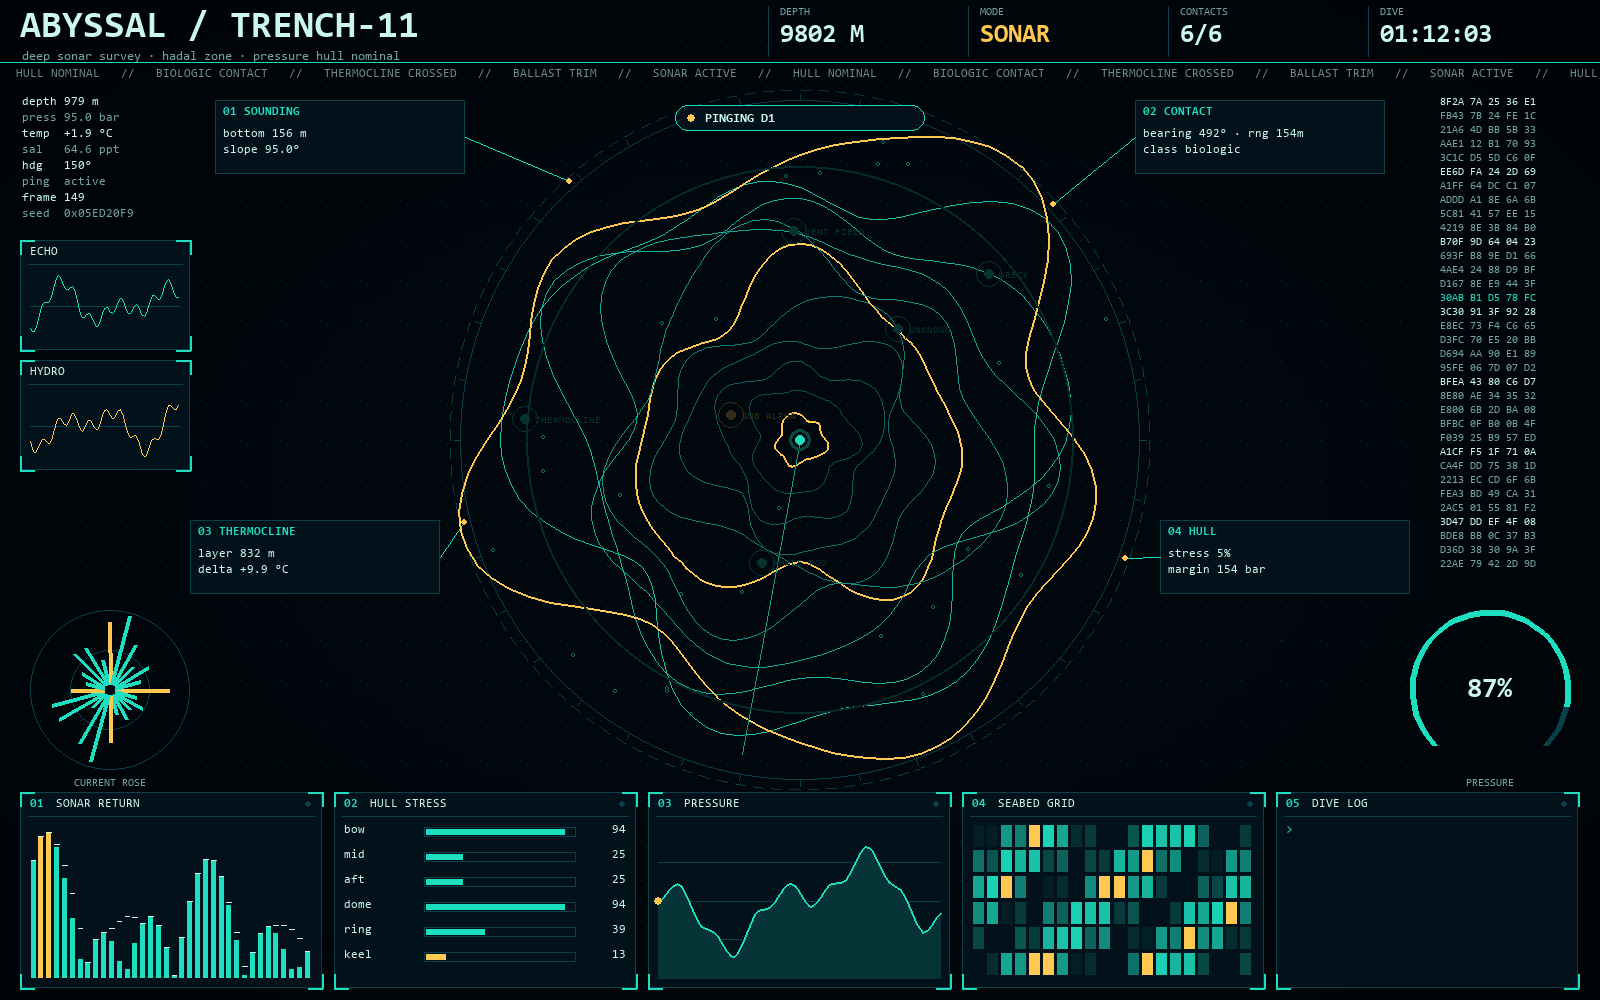 ABYSSAL / TRENCH-11
deep sonar survey · hadal zone · pressure hull nominal
DEPTH
9802 M
MODE
SONAR
CONTACTS
6/6
DIVE
01:12:03
HULL NOMINAL // BIOLOGIC CONTACT // THERMOCLINE CROSSED // BALLAST TRIM // SONAR ACTIVE // HULL NOMINAL // BIOLOGIC CONTACT // THERMOCLINE CROSSED // BALLAST TRIM // SONAR ACTIVE // HULL
depth 979 m
press 95.0 bar
temp +1.9 °C
sal 64.6 ppt
hdg 150°
ping active
frame 149
seed 0x05ED20F9
01 SOUNDING
bottom 156 m
slope 95.0°
PINGING D1
02 CONTACT
bearing 492° · rng 154m
class biologic
8F2A 7A 25 36 E1
FB43 7B 24 FE 1C
21A6 4D BB 5B 33
AAE1 12 B1 70 93
3C1C D5 5D C6 0F
EE6D FA 24 2D 69
A1FF 64 DC C1 07
ADDD A1 8E 6A 6B
5C81 41 57 EE 15
4219 8E 3B 84 B0
B70F 9D 64 04 23
693F B8 9E D1 66
4AE4 24 88 D9 BF
D167 8E E9 44 3F
30AB B1 D5 78 FC
3C30 91 3F 92 28
E8EC 73 F4 C6 65
D3FC 70 E5 20 BB
D694 AA 90 E1 89
95FE 06 7D 07 D2
BFEA 43 80 C6 D7
8E80 AE 34 35 32
E800 6B 2D BA 08
BFBC 0F B0 0B 4F
F039 25 B9 57 ED
A1CF F5 1F 71 0A
CA4F DD 75 38 1D
2213 EC CD 6F 6B
FEA3 BD 49 CA 31
2AC5 01 55 81 F2
3D47 DD EF 4F 08
BDE8 BB 0C 37 B3
D36D 38 30 9A 3F
22AE 79 42 2D 9D
ECHO
HYDRO
VENT FIELD
WRECK
UNKNOWN
THERMOCLINE
SUB ALPHA
03 THERMOCLINE
layer 832 m
delta +9.9 °C
04 HULL
stress 5%
margin 154 bar
87%
CURRENT ROSE
PRESSURE
01 SONAR RETURN
02 HULL STRESS
bow 94
mid 25
aft 25
dome 94
ring 39
keel 13
03 PRESSURE
04 SEABED GRID
05 DIVE LOG
›